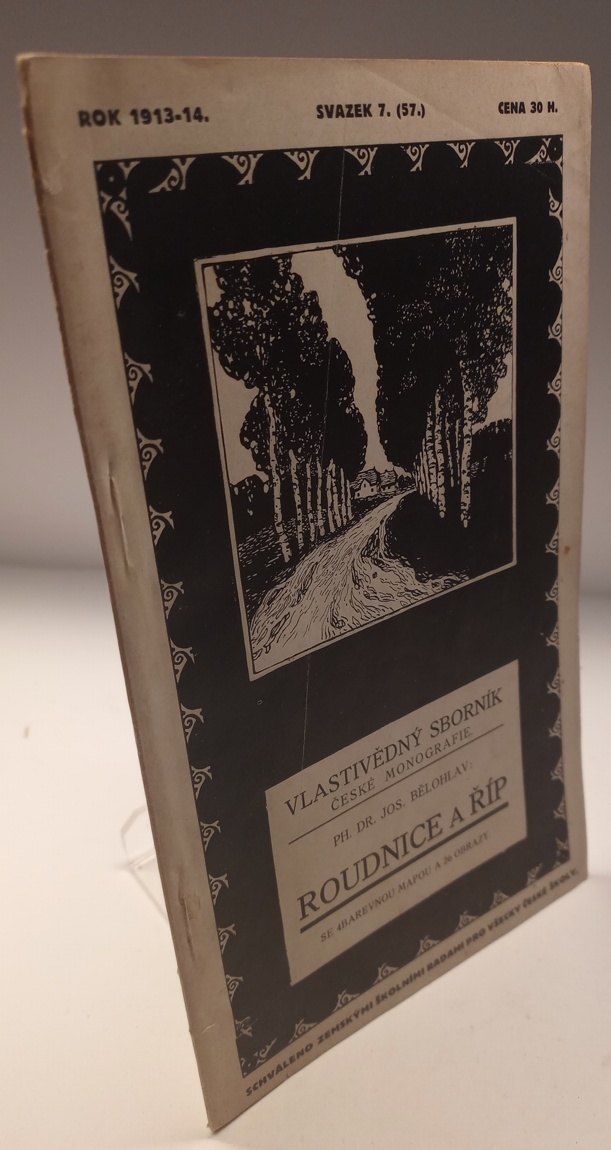 ROK 1913-14. SVAZEK 7. (57.) CENA 30 H.
VLASTIVĚDNÝ SBORNÍK
ČESKÉ MONOGRAFIE.
PH. DR. JOS. BĚLOHLAV:
ROUDNICE A ŘÍP
SE 4BAREVNOU MAPOU A 26 OBRAZY.
SCHVÁLENO ZEMSKÝMI ŠKOLNÍMI RADAMI PRO VŠECKY ČESKÉ ŠKOLY.